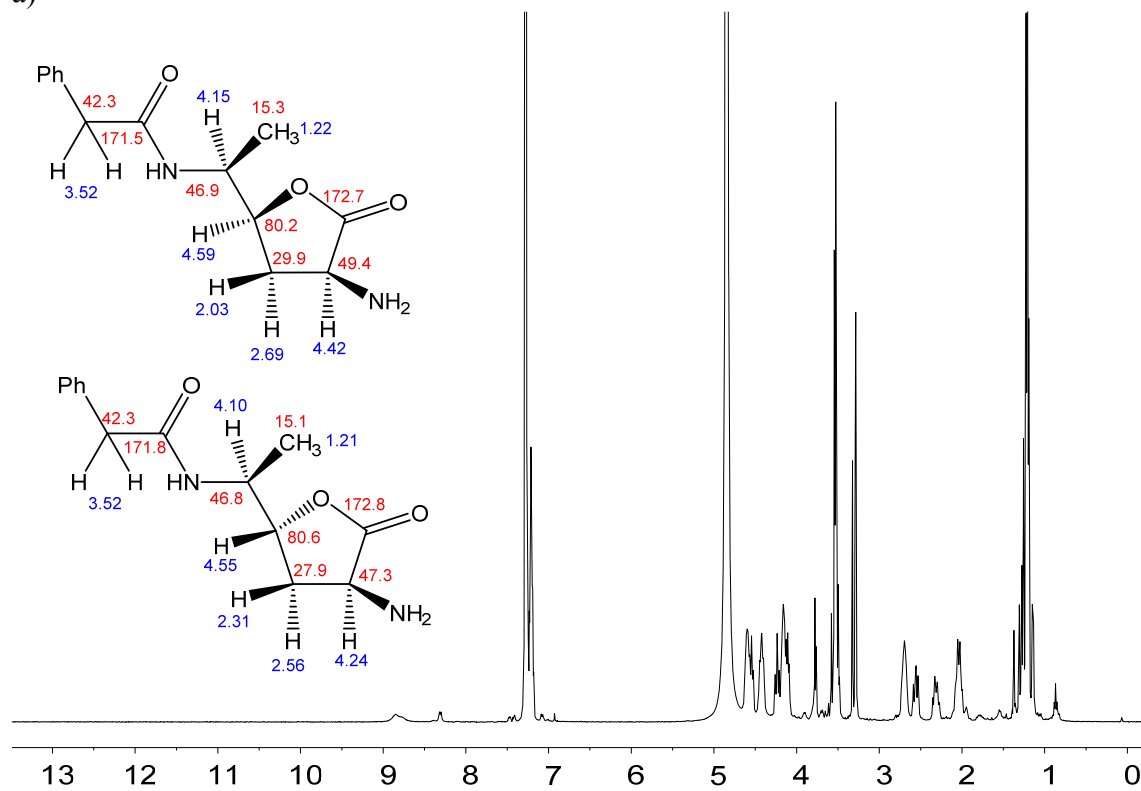 a)
Ph
O
42.3
4.15
15.3
H
171.5
CH3
1.22
H
H
HN
3.52
46.9
O
172.7
O
H
80.2
4.59
29.9
49.4
H
NH2
2.03
H
H
2.69
4.42
Ph
O
42.3
4.10
15.1
H
171.8
CH3
1.21
H
H
HN
3.52
46.8
O
172.8
O
H
80.6
4.55
27.9
47.3
H
NH2
2.31
H
H
2.56
4.24
13 12 11 10 9 8 7 6 5 4 3 2 1 0